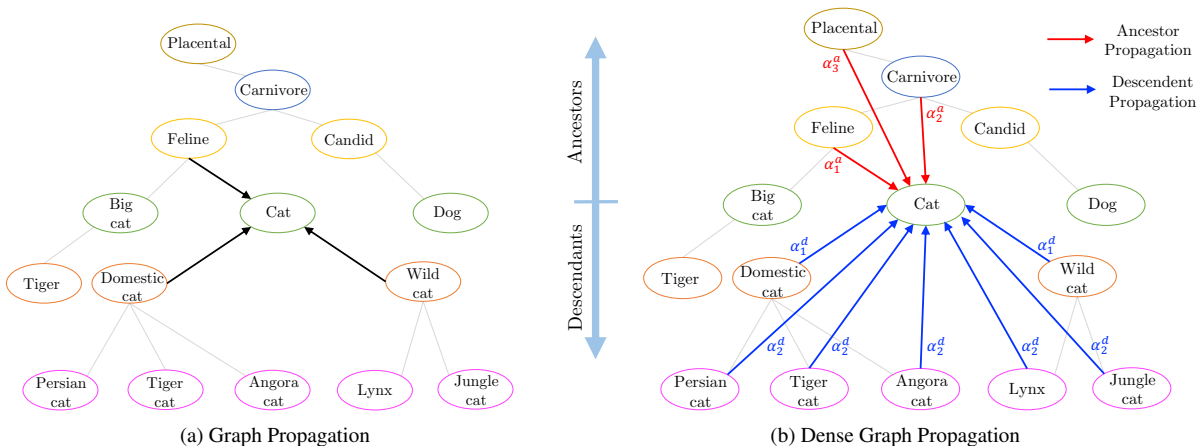 Placental
Carnivore
Feline
Candid
Big
cat
Cat
Dog
Tiger
Domestic
cat
Wild
cat
Persian
cat
Tiger
cat
Angora
cat
Lynx
Jungle
cat
(a) Graph Propagation
Ancestors
Descendants
Placental
α₃ᵃ
Carnivore
α₂ᵃ
Feline
Candid
α₁ᵃ
Big
cat
Cat
Dog
α₁ᵈ
α₁ᵈ
Tiger
Domestic
cat
Wild
cat
α₂ᵈ
α₂ᵈ
α₂ᵈ
α₂ᵈ
α₂ᵈ
Persian
cat
Tiger
cat
Angora
cat
Lynx
Jungle
cat
Ancestor
Propagation
Descendent
Propagation
(b) Dense Graph Propagation